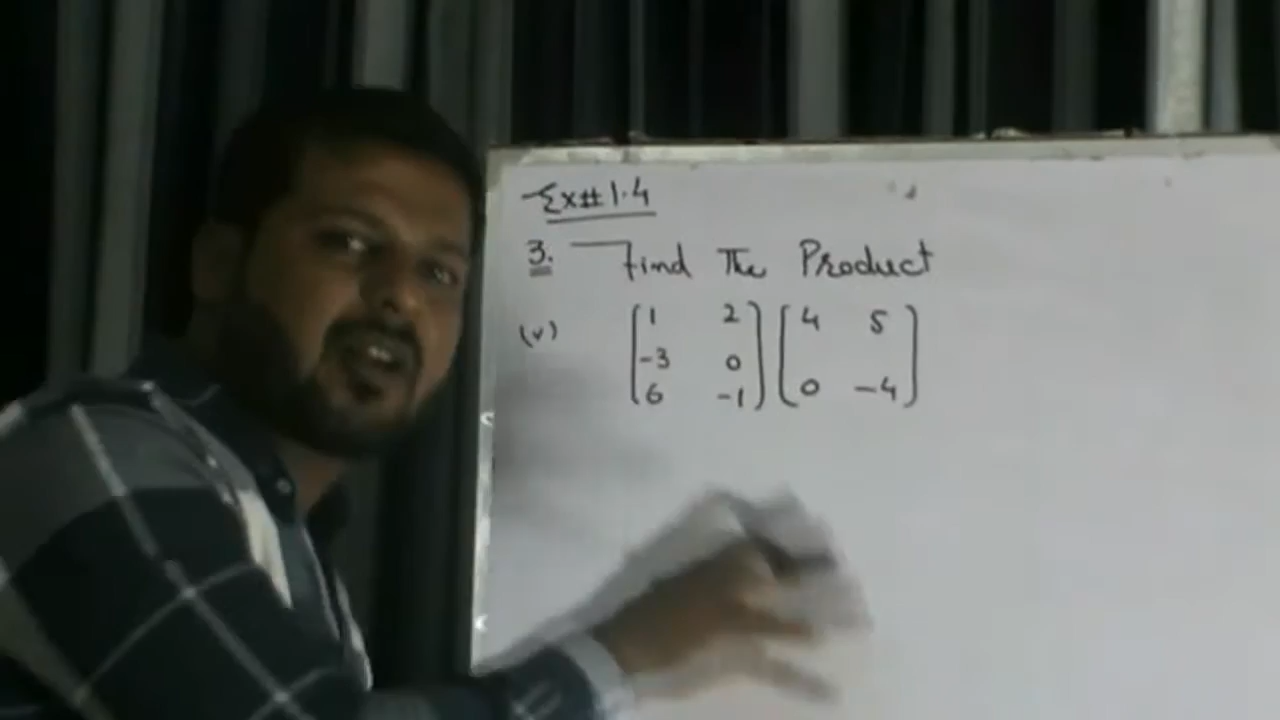 Ex# 1.4
3. Find The Product
(v) [1 2] [4 5]
[-3 0]
[6 -1] [0 -4]